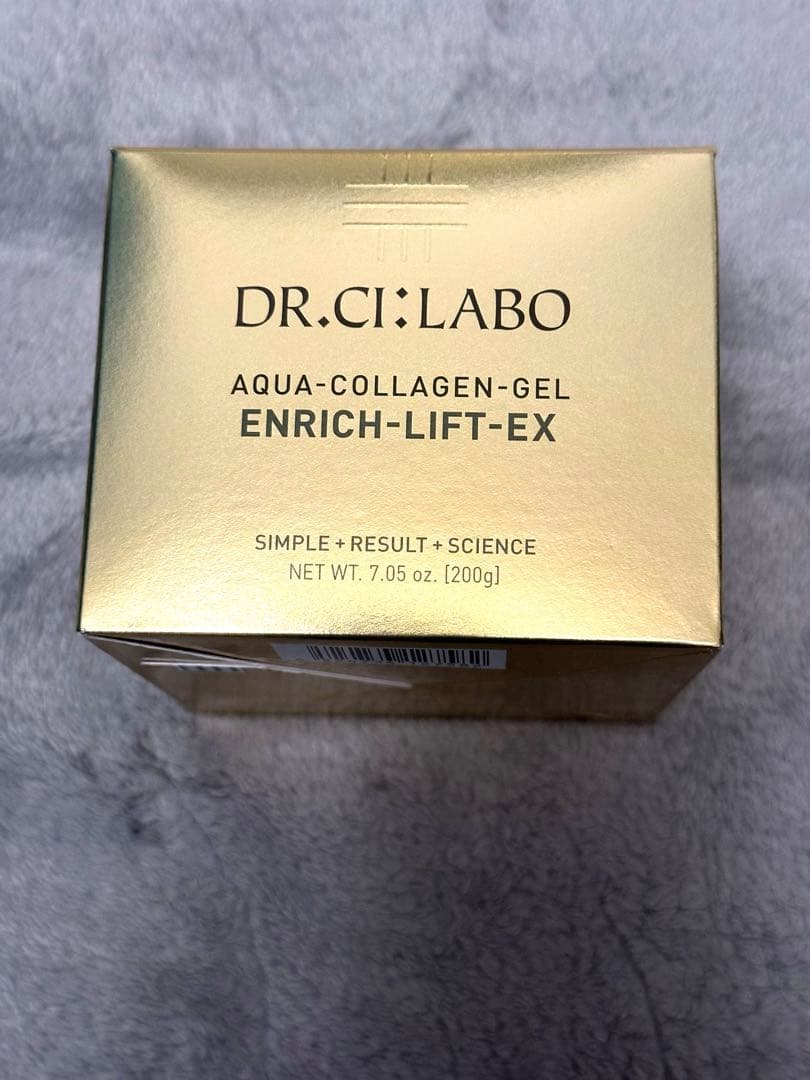 DR.CI:LABO
AQUA-COLLAGEN-GEL
ENRICH-LIFT-EX
SIMPLE+RESULT+SCIENCE
NET WT. 7.05 oz. [200g]